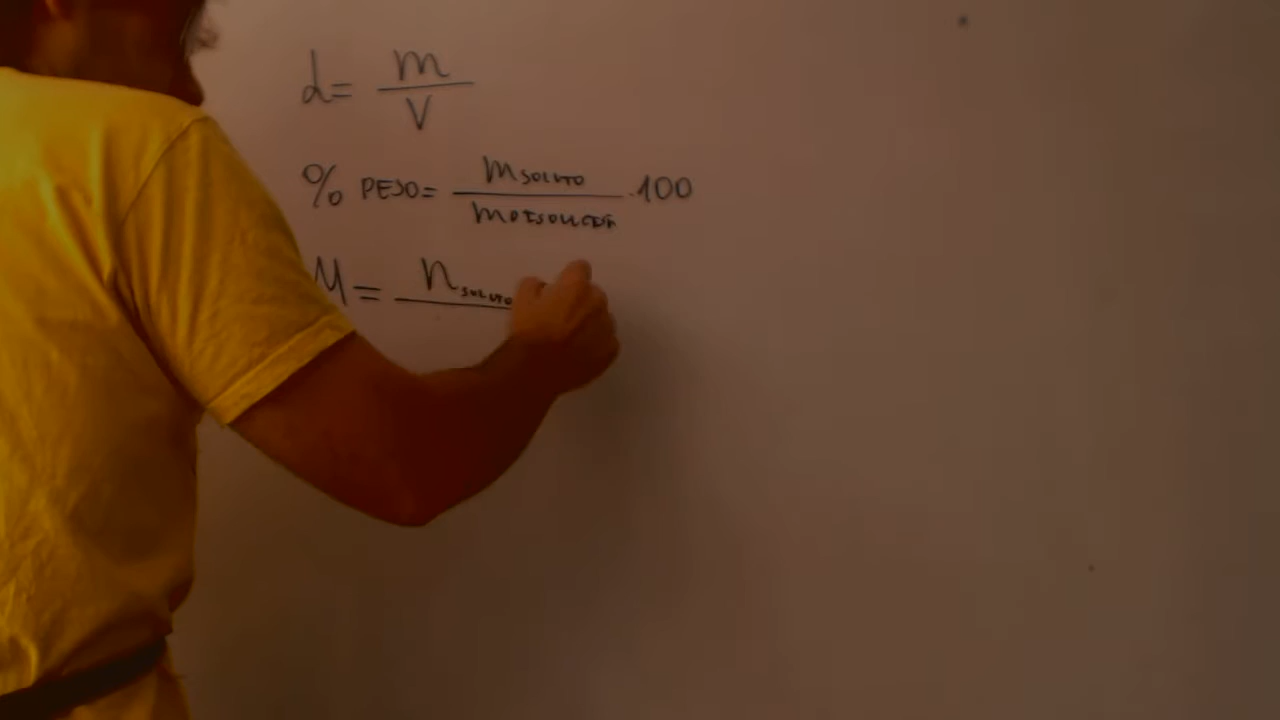 d = m / V
% PESO = m SOLUTO / m DISOLUCIÓN . 100
M = n SOLUTO